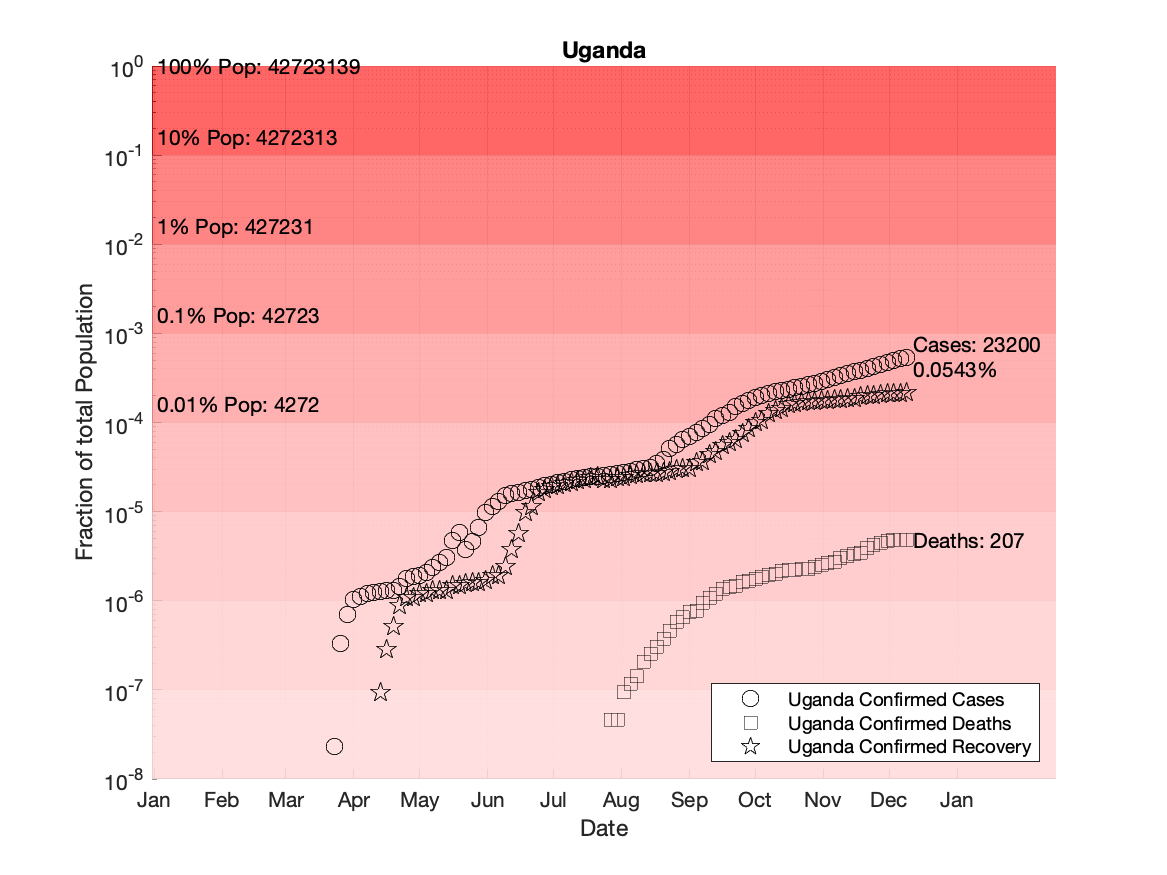 Uganda
10^0
100% Pop: 42723139
10% Pop: 4272313
10^-1
1% Pop: 427231
10^-2
0.1% Pop: 42723
10^-3
Cases: 23200
0.0543%
0.01% Pop: 4272
10^-4
10^-5
Deaths: 207
10^-6
10^-7
10^-8
Fraction of total Population
Uganda Confirmed Cases
Uganda Confirmed Deaths
Uganda Confirmed Recovery
Jan Feb Mar Apr May Jun Jul Aug Sep Oct Nov Dec Jan
Date